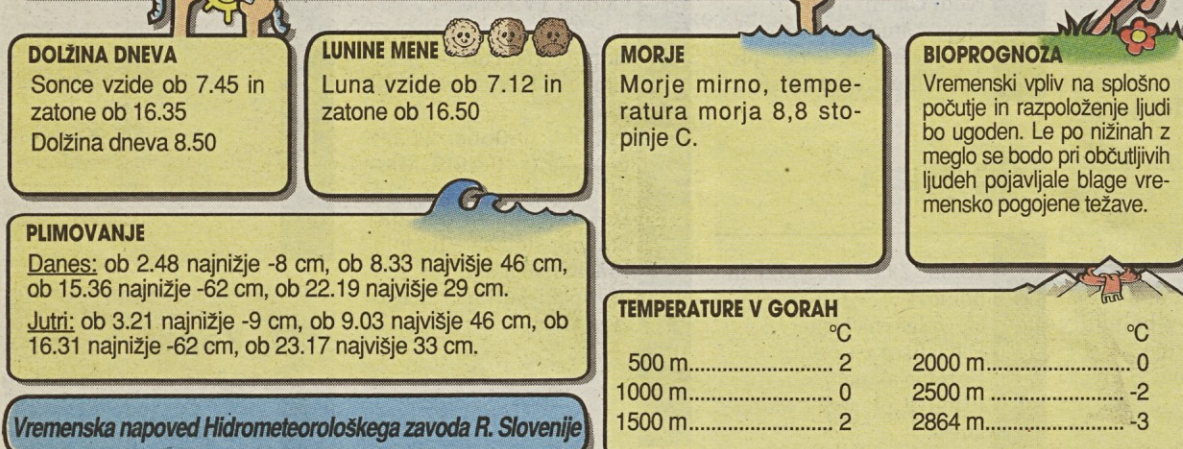 DOLŽINA DNEVA
Sonce vzide ob 7.45 in
zatone ob 16.35
Dolžina dneva 8.50
LUNINE MENE
Luna vzide ob 7.12 in
zatone ob 16.50
MORJE
Morje mirno, tempe-
ratura morja 8,8 sto-
pinje C.
BIOPROGNOZA
Vremenski vpliv na splošno
počutje in razpoloženje ljudi
bo ugoden. Le po nižinah z
meglo se bodo pri občutljivih
ljudeh pojavljale blage vre-
mensko pogojene težave.
PLIMOVANJE
Danes: ob 2.48 najnižje -8 cm, ob 8.33 najvišje 46 cm,
ob 15.36 najnižje -62 cm, ob 22.19 najvišje 29 cm.
Jutri: ob 3.21 najnižje -9 cm, ob 9.03 najvišje 46 cm, ob
16.31 najnižje -62 cm, ob 23.17 najvišje 33 cm.
Vremenska napoved Hidrometeorološkega zavoda R. Slovenije
TEMPERATURE V GORAH
°C
500 m.......................... 2
1000 m.......................... 0
1500 m.......................... 2
°C
2000 m.......................... 0
2500 m ........................ -2
2864 m......................... -3